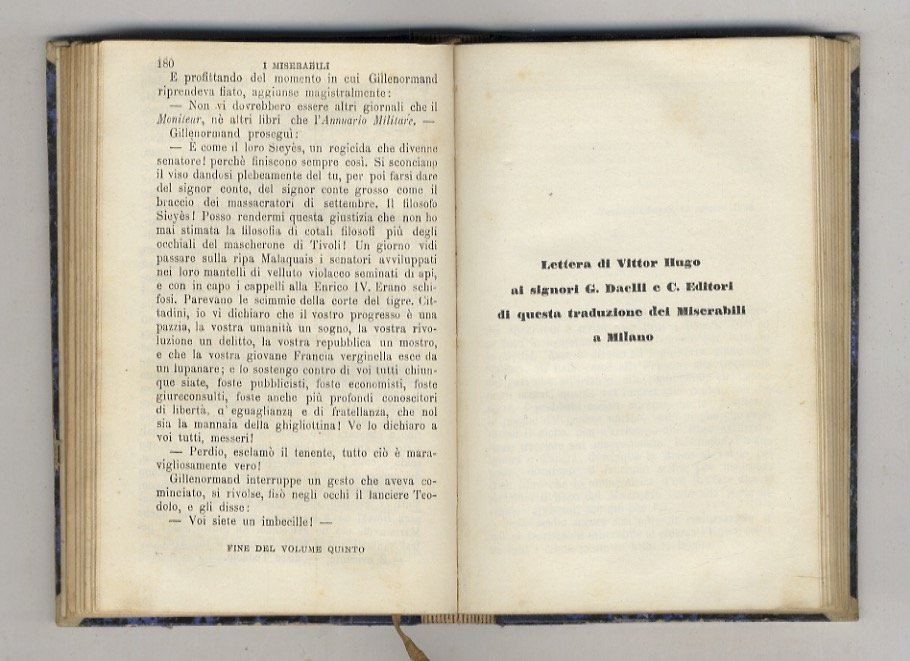 180 I MISERABILI
E profittando del momento in cui Gillenormand
riprendeva fiato, aggiunse magistralmente:
— Non vi dovrebbero essere altri giornali che il
Moniteur, nè altri libri che l'Annuario Militare. —
Gillenormand proseguì:
— È come il loro Sieyès, un regicida che divenne
senatore! perchè finiscono sempre così. Si sconciano
il viso dandosi plebeamente del tu, per poi farsi dare
del signor conte, del signor conte grosso come il
braccio dei massacratori di settembre. Il filosofo
Sieyès! Posso rendermi questa giustizia che non ho
mai stimata la filosofia di cotali filosofi più degli
occhiali del mascherone di Tivoli! Un giorno vidi
passare sulla ripa Malaquais i senatori avviluppati
nei loro mantelli di velluto violaceo seminati di api,
e con in capo i cappelli alla Enrico IV. Erano schi-
fosi. Parevano le scimmie della corte del tigre. Cit-
tadini, io vi dichiaro che il vostro progresso è una
pazzia, la vostra umanità un sogno, la vostra rivo-
luzione un delitto, la vostra repubblica un mostro,
e che la vostra giovane Francia verginella esce da
un lupanare; e lo sostengo contro di voi tutti chiun-
que siate, foste pubblicisti, foste economisti, foste
giureconsulti, foste anche più profondi conoscitori
di libertà, d'eguaglianza e di fratellanza, che nol
sia la mannaia della ghigliottina! Ve lo dichiaro a
voi tutti, messeri!
— Perdio, esclamò il tenente, tutto ciò è mara-
vigliosamente vero!
Gillenormand interruppe un gesto che aveva co-
minciato, si rivolse, fisò negli occhi il lanciere Teo-
dolo, e gli disse:
— Voi siete un imbecille! —
FINE DEL VOLUME QUINTO
Lettera di Vittor Hugo
ai signori G. Daelli e C. Editori
di questa traduzione dei Miserabili
a Milano